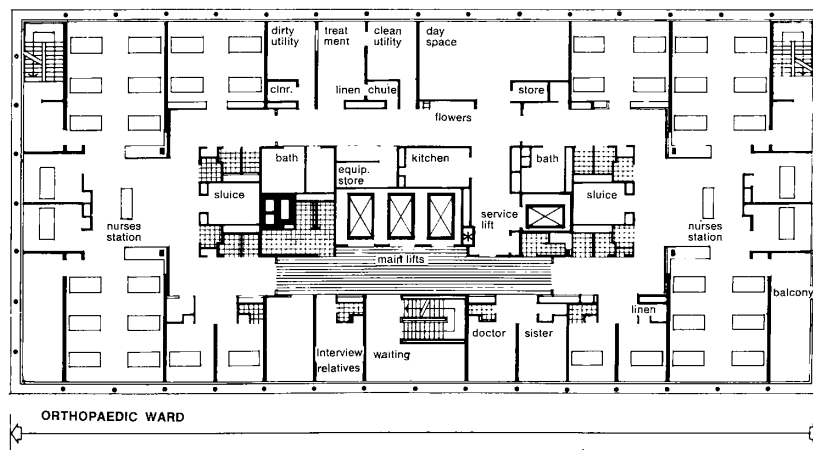 dirty
utility
treat
ment
clean
utility
day
space
clnr.
linen
chute
store
flowers
bath
equip.
store
kitchen
bath
sluice
sluice
nurses
station
service
lift
nurses
station
main lifts
balcony
linen
Interview
relatives
waiting
doctor
sister
ORTHOPAEDIC WARD